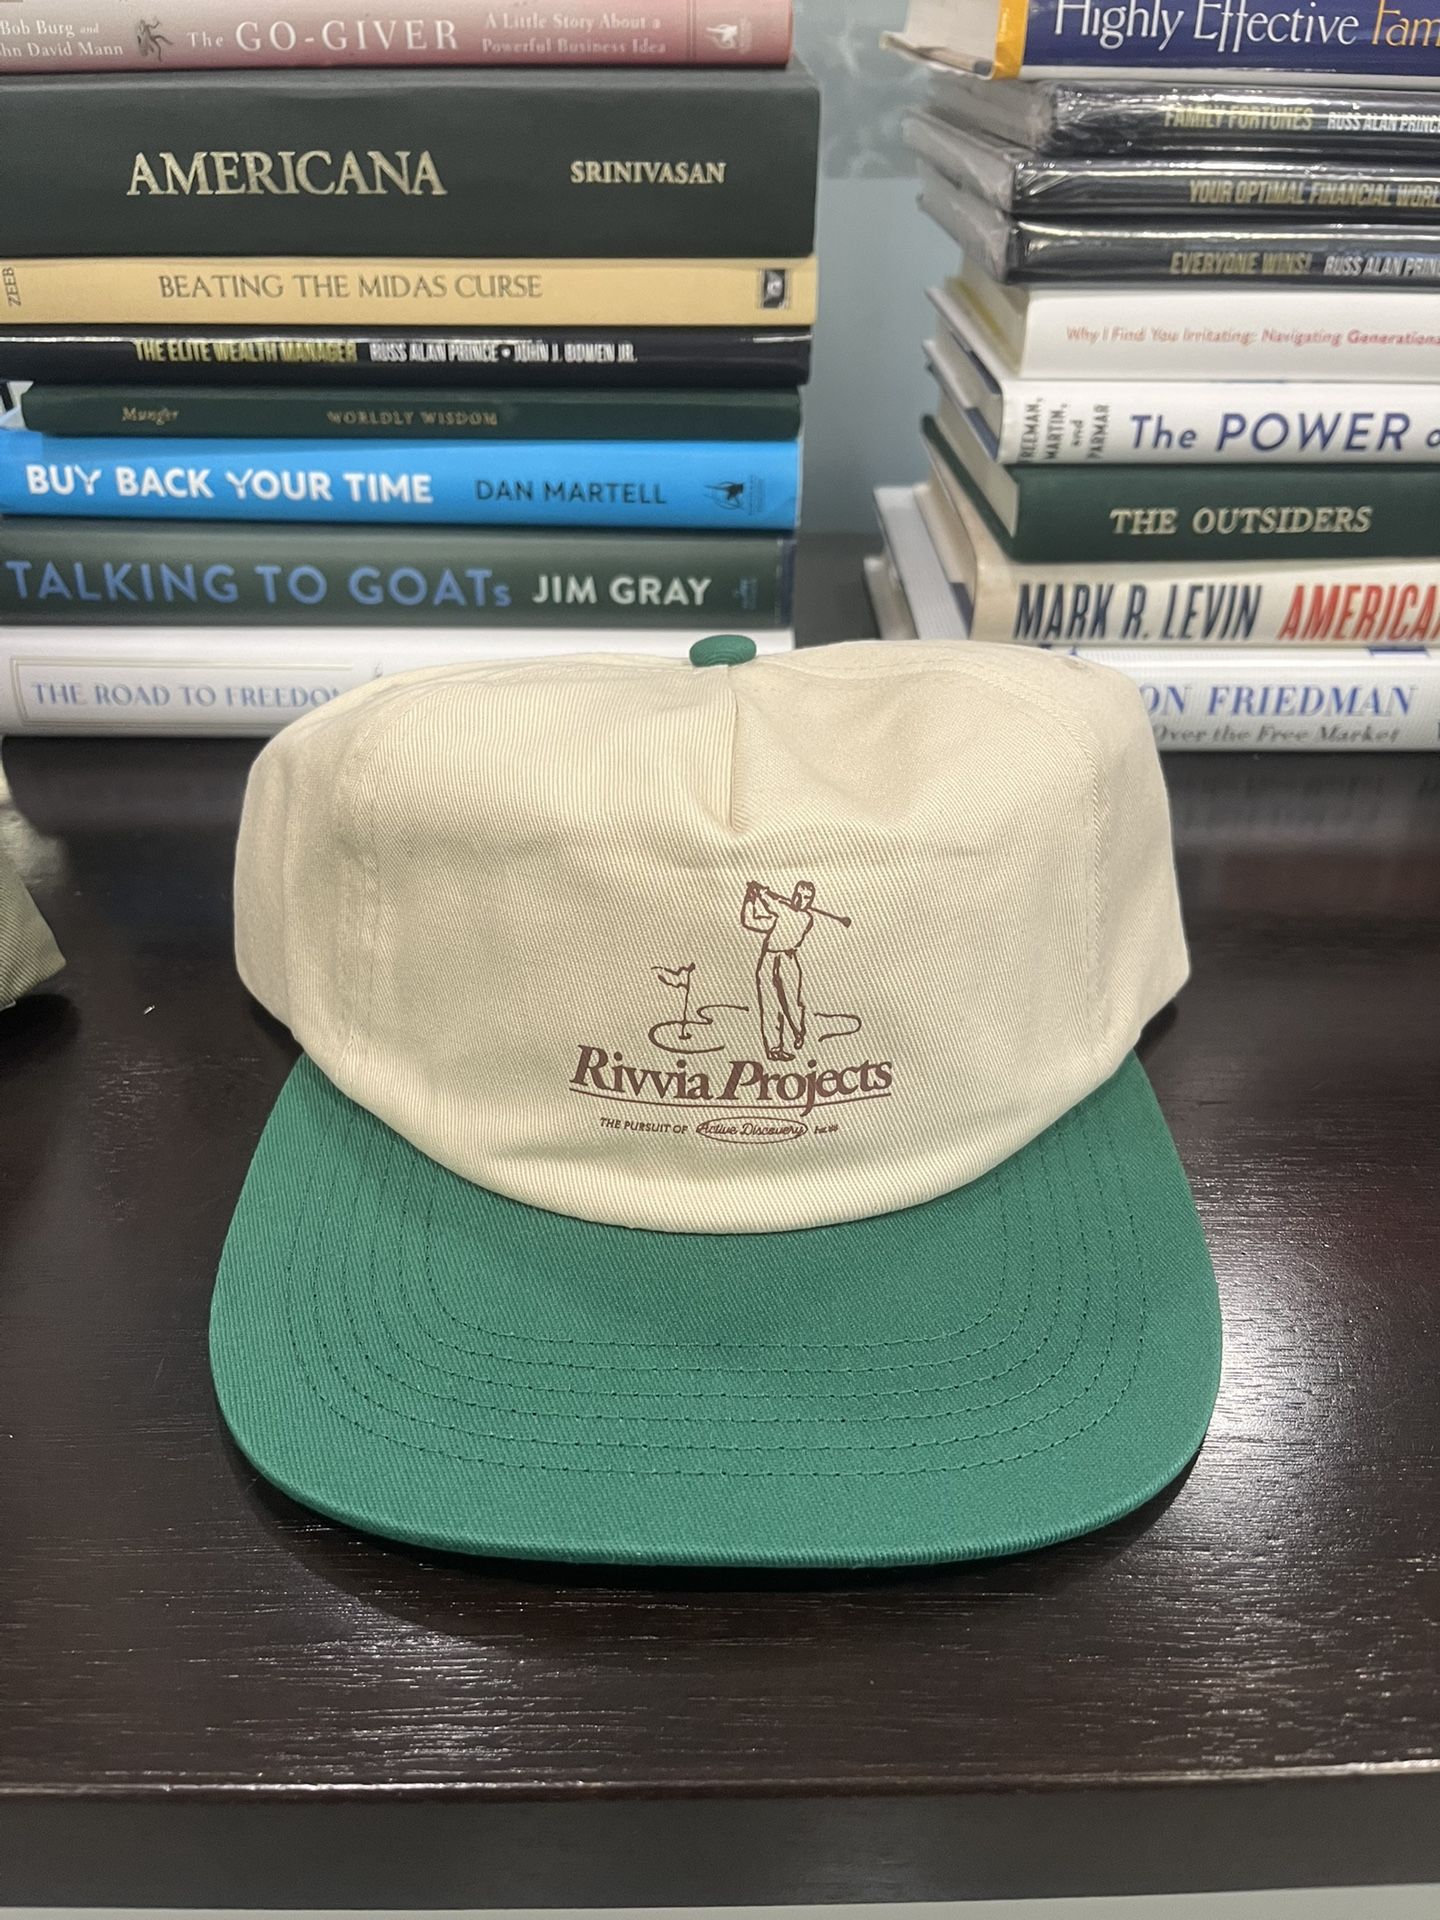 Bob Burg and
John David Mann
The GO-GIVER
A Little Story About a
Powerful Business Idea
AMERICANA SRINIVASAN
ZEEB BEATING THE MIDAS CURSE
THE ELITE WEALTH MANAGER RUSS ALAN PRINCE • JOHN J. BOWEN JR.
Munger WORLDLY WISDOM
BUY BACK YOUR TIME DAN MARTELL
TALKING TO GOATs JIM GRAY
THE ROAD TO FREEDOM
Highly Effective Fam
FAMILY FORTUNES RUSS ALAN PRINCE
YOUR OPTIMAL FINANCIAL WORL
EVERYONE WINS! RUSS ALAN PRIN
Why I Find You Irritating: Navigating Generationa
FREEMAN,
MARTIN,
and
PARMAR
The POWER o
THE OUTSIDERS
MARK R. LEVIN AMERICA
ON FRIEDMAN
Over the Free Market
Rivvia Projects
THE PURSUIT OF Active Discovery